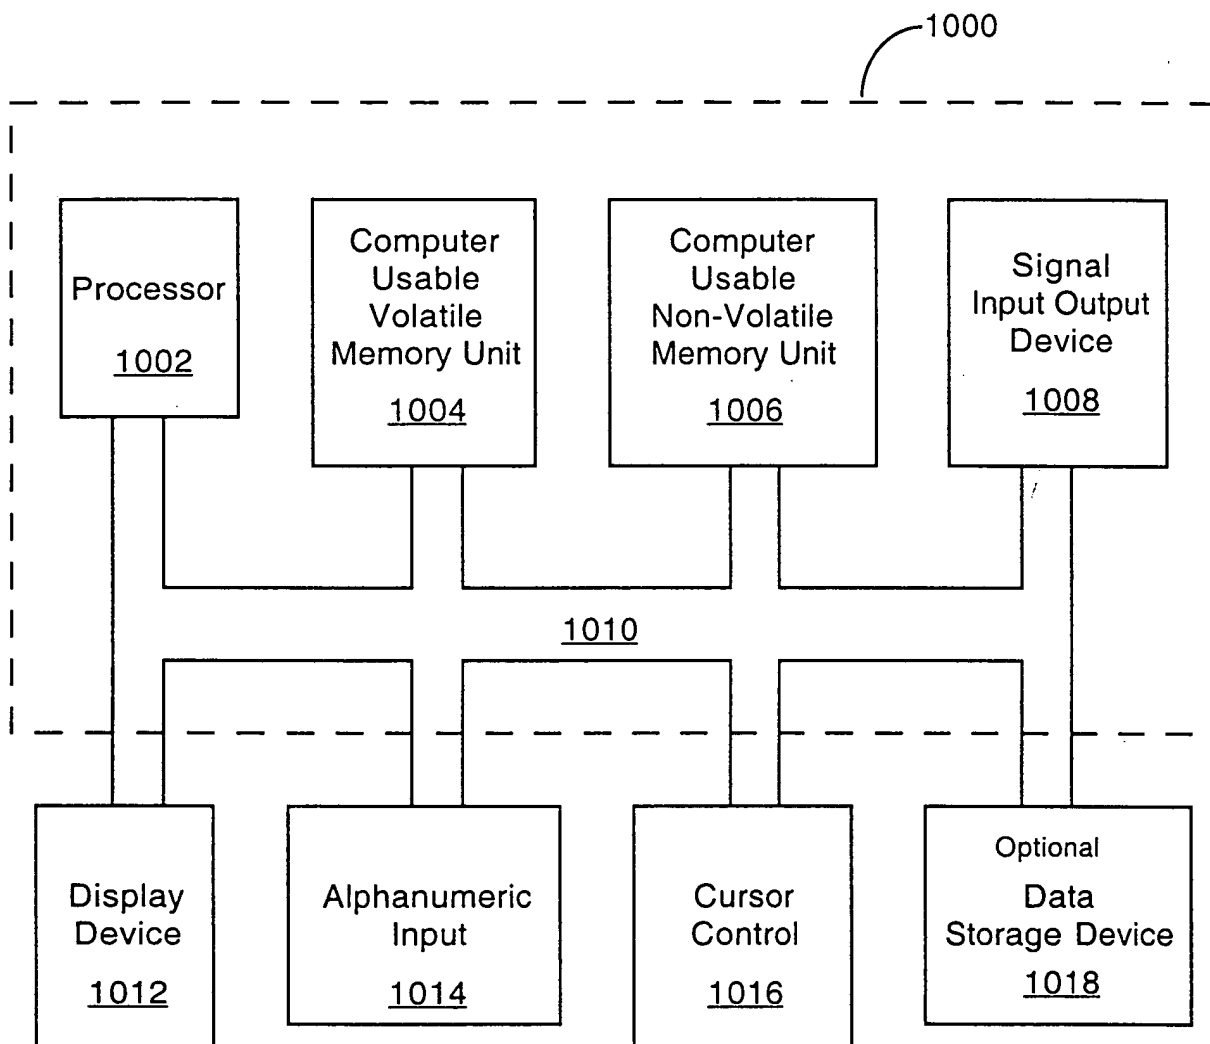 1000
Processor
1002
Computer
Usable
Volatile
Memory Unit
1004
Computer
Usable
Non-Volatile
Memory Unit
1006
Signal
Input Output
Device
1008
1010
Display
Device
1012
Alphanumeric
Input
1014
Cursor
Control
1016
Optional
Data
Storage Device
1018